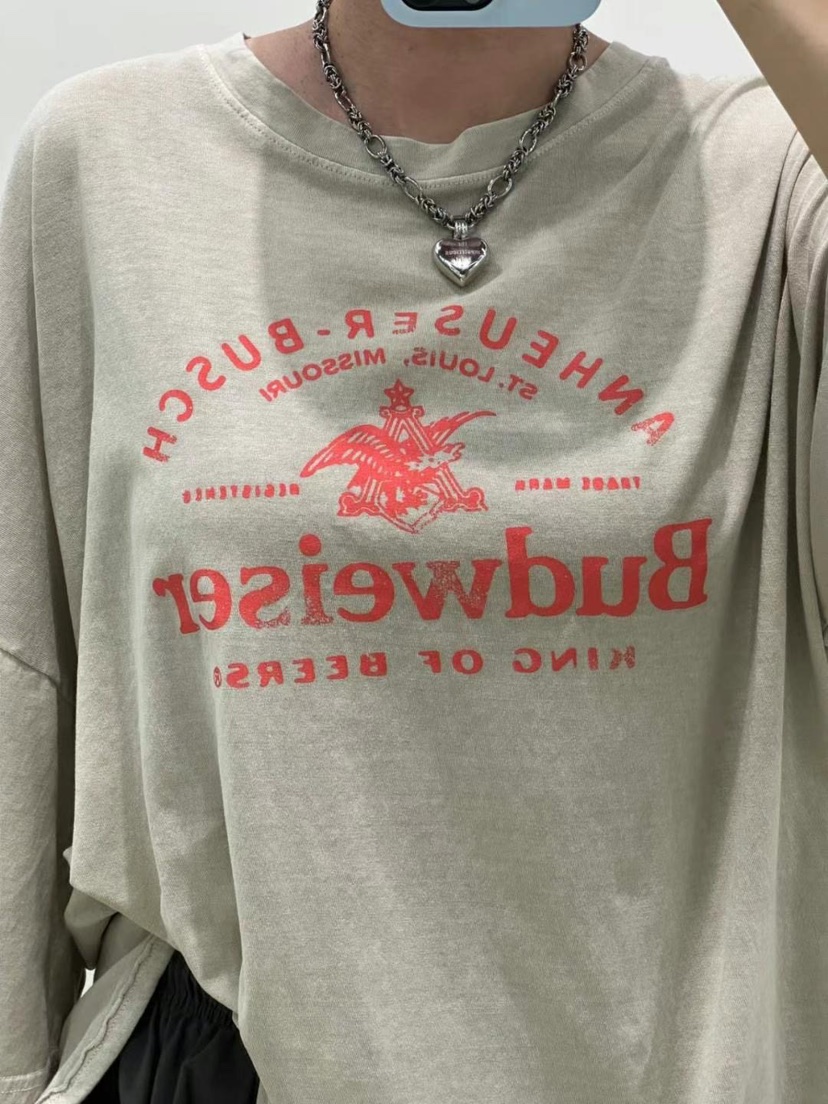 ANHEUSER-BUSCH
ST. LOUIS, MISSOURI
TRADE MARK REGISTERED
Budweiser
KING OF BEERS®